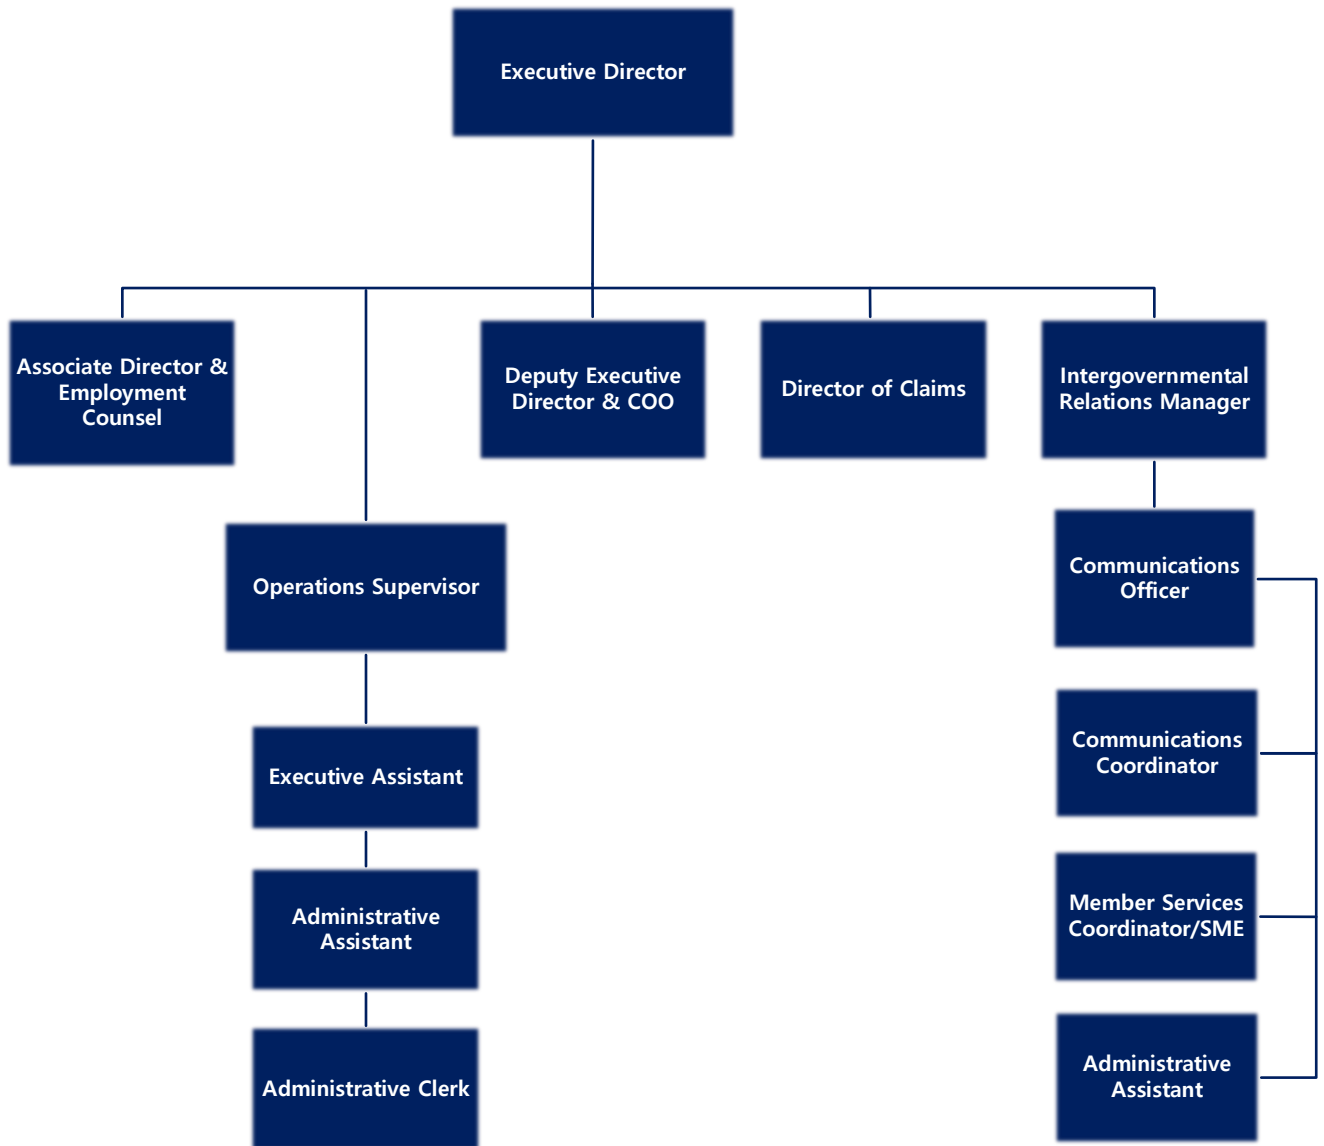 Executive Director
Associate Director &
Employment
Counsel
Deputy Executive
Director & COO
Director of Claims
Intergovernmental
Relations Manager
Operations Supervisor
Communications
Officer
Executive Assistant
Communications
Coordinator
Administrative
Assistant
Member Services
Coordinator/SME
Administrative Clerk
Administrative
Assistant